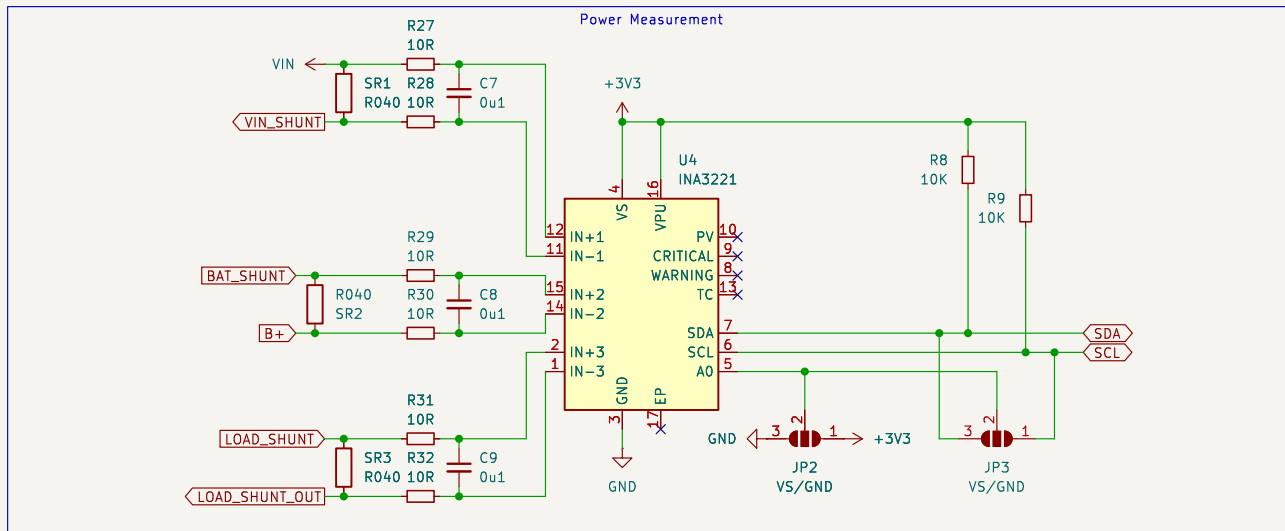 Power Measurement
R27
10R
VIN
SR1
R040
R28
10R
C7
0u1
VIN_SHUNT
+3V3
U4
INA3221
R8
10K
R9
10K
4
16
VS
VPU
12
IN+1
11
IN-1
PV
10
CRITICAL
9
WARNING
8
TC
13
R29
10R
BAT_SHUNT
R040
SR2
R30
10R
C8
0u1
15
IN+2
14
IN-2
B+
SDA
7
SDA
SCL
6
SCL
A0
5
2
IN+3
1
IN-3
GND
EP
3
17
R31
10R
LOAD_SHUNT
SR3
R040
R32
10R
C9
0u1
LOAD_SHUNT_OUT
GND
GND
3
2
1
+3V3
JP2
VS/GND
3
2
1
JP3
VS/GND